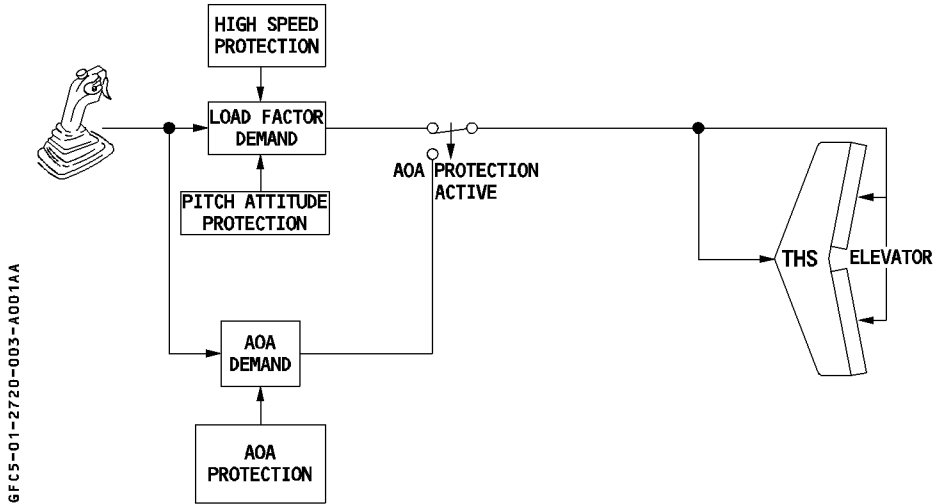 HIGH SPEED
PROTECTION
LOAD FACTOR
DEMAND
AOA PROTECTION
ACTIVE
PITCH ATTITUDE
PROTECTION
THS
ELEVATOR
AOA
DEMAND
AOA
PROTECTION
GFC5-01-2720-003-A001AA